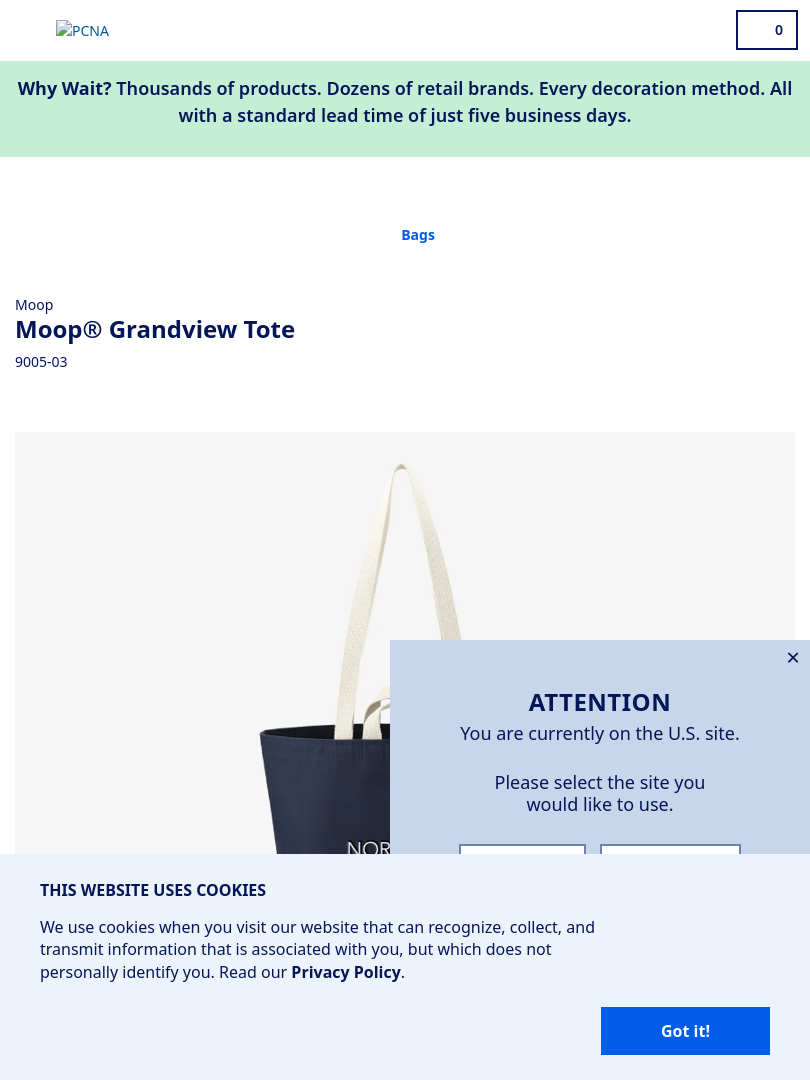 PCNA
0
Why Wait? Thousands of products. Dozens of retail brands. Every decoration method. All
with a standard lead time of just five business days.
Bags
Moop
Moop® Grandview Tote
9005-03
✕
ATTENTION
You are currently on the U.S. site.
Please select the site you
would like to use.
THIS WEBSITE USES COOKIES
We use cookies when you visit our website that can recognize, collect, and
transmit information that is associated with you, but which does not
personally identify you. Read our Privacy Policy.
Got it!